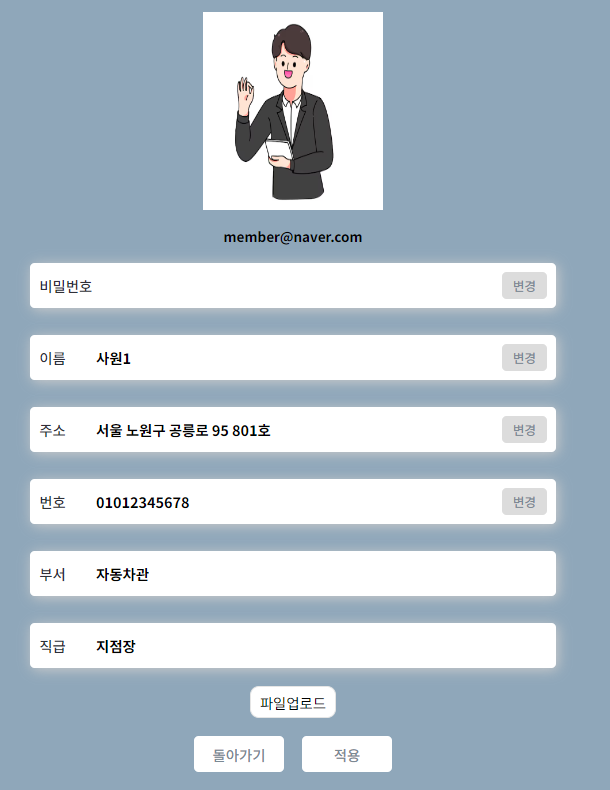 member@naver.com
비밀번호 변경
이름 사원1 변경
주소 서울 노원구 공릉로 95 801호 변경
번호 01012345678 변경
부서 자동차관
직급 지점장
파일업로드
돌아가기 적용